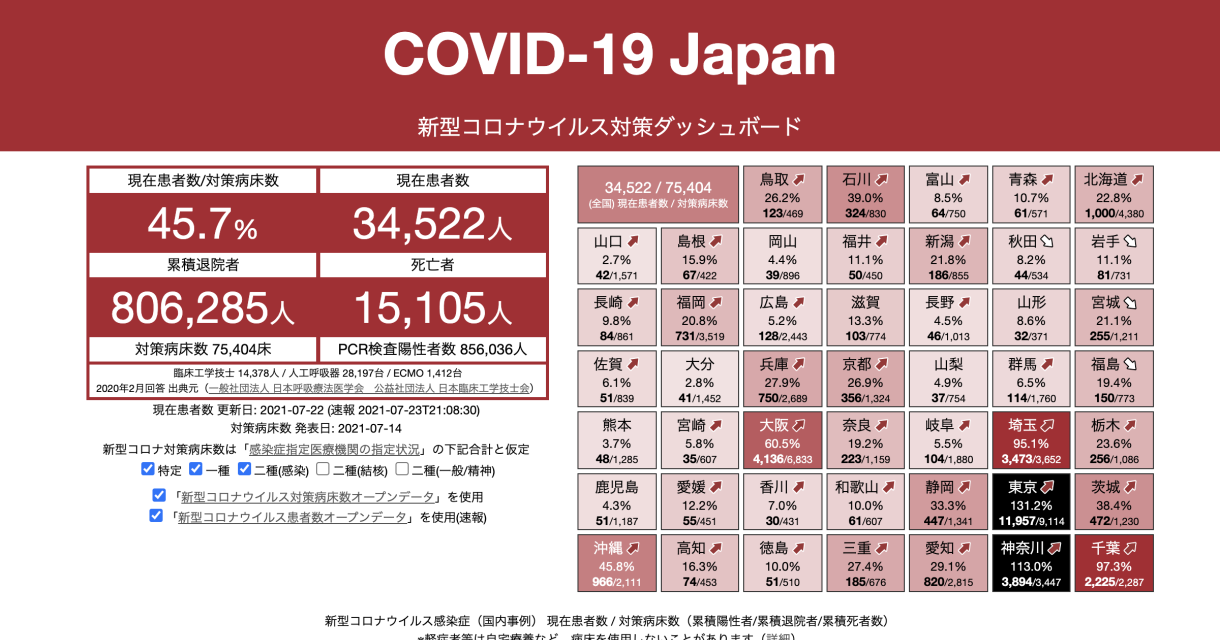 COVID-19 Japan
新型コロナウイルス対策ダッシュボード
現在患者数/対策病床数
現在患者数
45.7%
34,522人
累積退院者
死亡者
806,285人
15,105人
対策病床数 75,404床
PCR検査陽性者数 856,036人
臨床工学技士 14,378人 / 人工呼吸器 28,197台 / ECMO 1,412台
2020年2月回答 出典元（一般社団法人 日本呼吸療法医学会　公益社団法人 日本臨床工学技士会）
現在患者数 更新日: 2021-07-22 (速報 2021-07-23T21:08:30)
対策病床数 発表日: 2021-07-14
新型コロナ対策病床数は「感染症指定医療機関の指定状況」の下記合計と仮定
特定 一種 二種(感染) 二種(結核) 二種(一般/精神)
「新型コロナウイルス対策病床数オープンデータ」を使用
「新型コロナウイルス患者数オープンデータ」を使用(速報)
34,522 / 75,404
(全国) 現在患者数 / 対策病床数
鳥取
26.2%
123/469
石川
39.0%
324/830
富山
8.5%
64/750
青森
10.7%
61/571
北海道
22.8%
1,000/4,380
山口
2.7%
42/1,571
島根
15.9%
67/422
岡山
4.4%
39/896
福井
11.1%
50/450
新潟
21.8%
186/855
秋田
8.2%
44/534
岩手
11.1%
81/731
長崎
9.8%
84/861
福岡
20.8%
731/3,519
広島
5.2%
128/2,443
滋賀
13.3%
103/774
長野
4.5%
46/1,013
山形
8.6%
32/371
宮城
21.1%
255/1,211
佐賀
6.1%
51/839
大分
2.8%
41/1,452
兵庫
27.9%
750/2,689
京都
26.9%
356/1,324
山梨
4.9%
37/754
群馬
6.5%
114/1,760
福島
19.4%
150/773
熊本
3.7%
48/1,285
宮崎
5.8%
35/607
大阪
60.5%
4,136/6,833
奈良
19.2%
223/1,159
岐阜
5.5%
104/1,880
埼玉
95.1%
3,473/3,652
栃木
23.6%
256/1,086
鹿児島
4.3%
51/1,187
愛媛
12.2%
55/451
香川
7.0%
30/431
和歌山
10.0%
61/607
静岡
33.3%
447/1,341
東京
131.2%
11,957/9,114
茨城
38.4%
472/1,230
沖縄
45.8%
966/2,111
高知
16.3%
74/453
徳島
10.0%
51/510
三重
27.4%
185/676
愛知
29.1%
820/2,815
神奈川
113.0%
3,894/3,447
千葉
97.3%
2,225/2,287
新型コロナウイルス感染症（国内事例） 現在患者数 / 対策病床数（累積陽性者/累積退院者/累積死者数）
※軽症者等は自宅療養など、病床を使用しないことがあります（詳細）